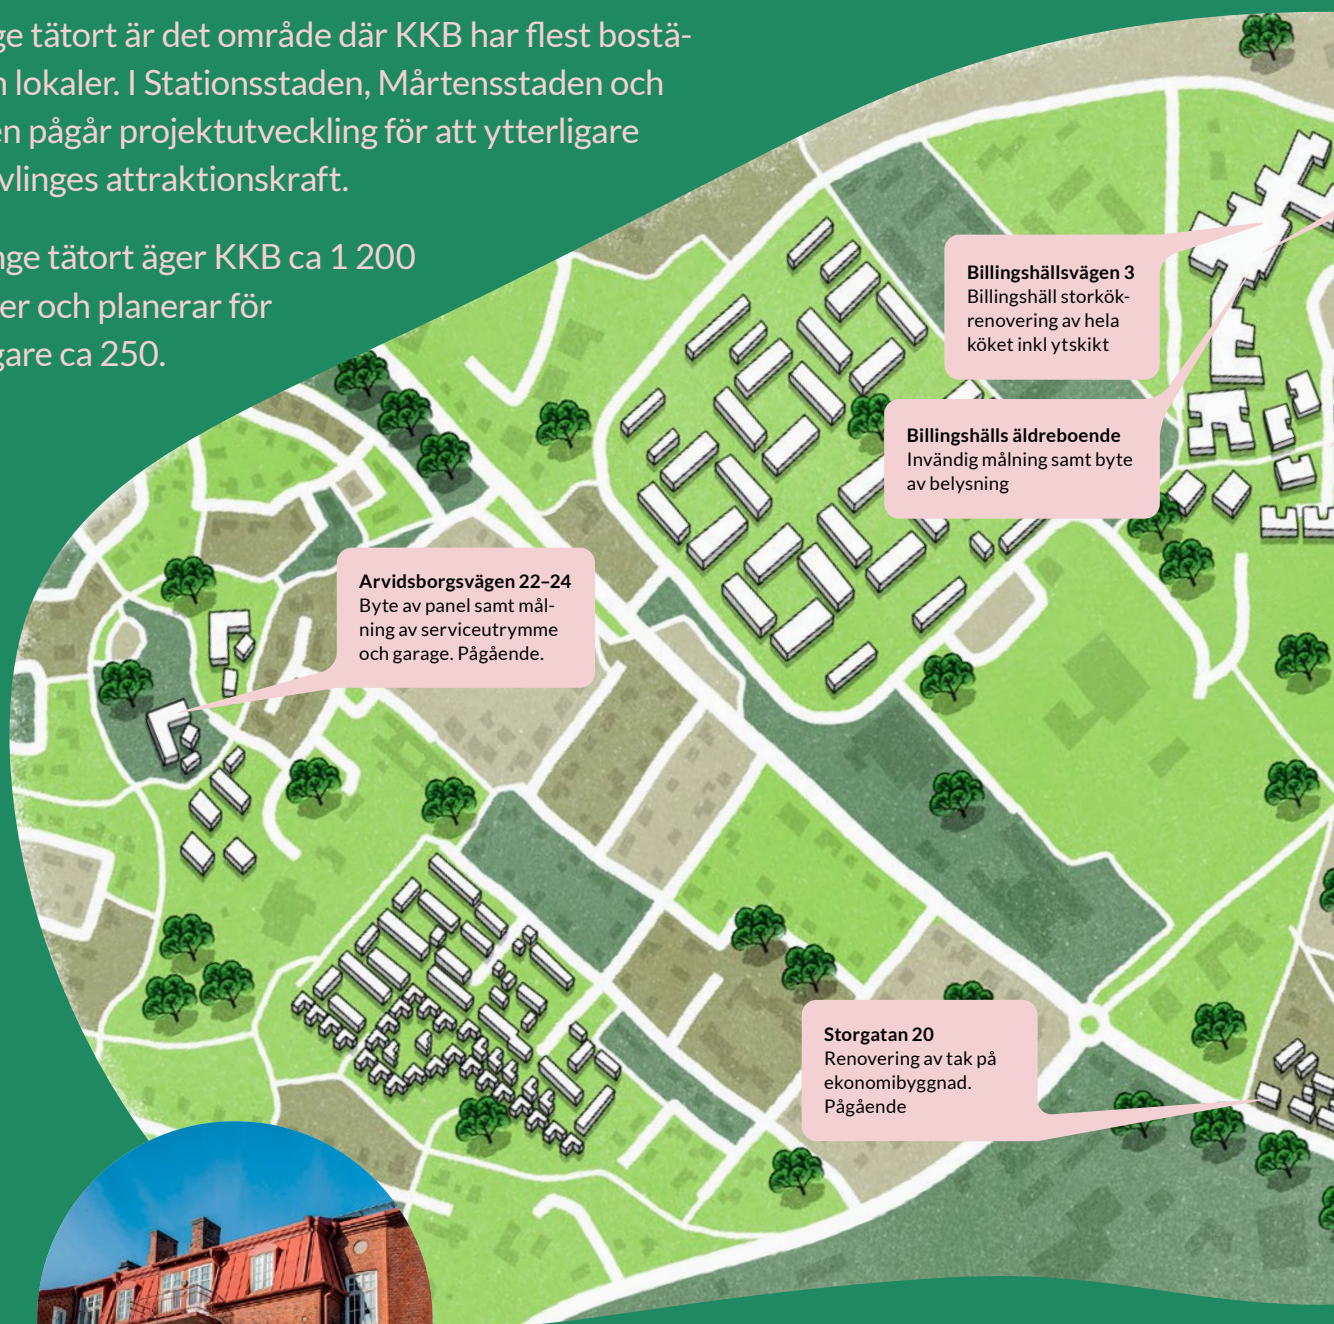 ge tätort är det område där KKB har flest bostä-
n lokaler. I Stationsstaden, Mårtensstaden och
en pågår projektutveckling för att ytterligare
vlinges attraktionskraft.
nge tätort äger KKB ca 1 200
er och planerar för
gare ca 250.
Billingshällsvägen 3
Billingshäll storkök-
renovering av hela
köket inkl ytskikt
Billingshälls äldreboende
Invändig målning samt byte
av belysning
Arvidsborgsvägen 22–24
Byte av panel samt mål-
ning av serviceutrymme
och garage. Pågående.
Storgatan 20
Renovering av tak på
ekonomibyggnad.
Pågående